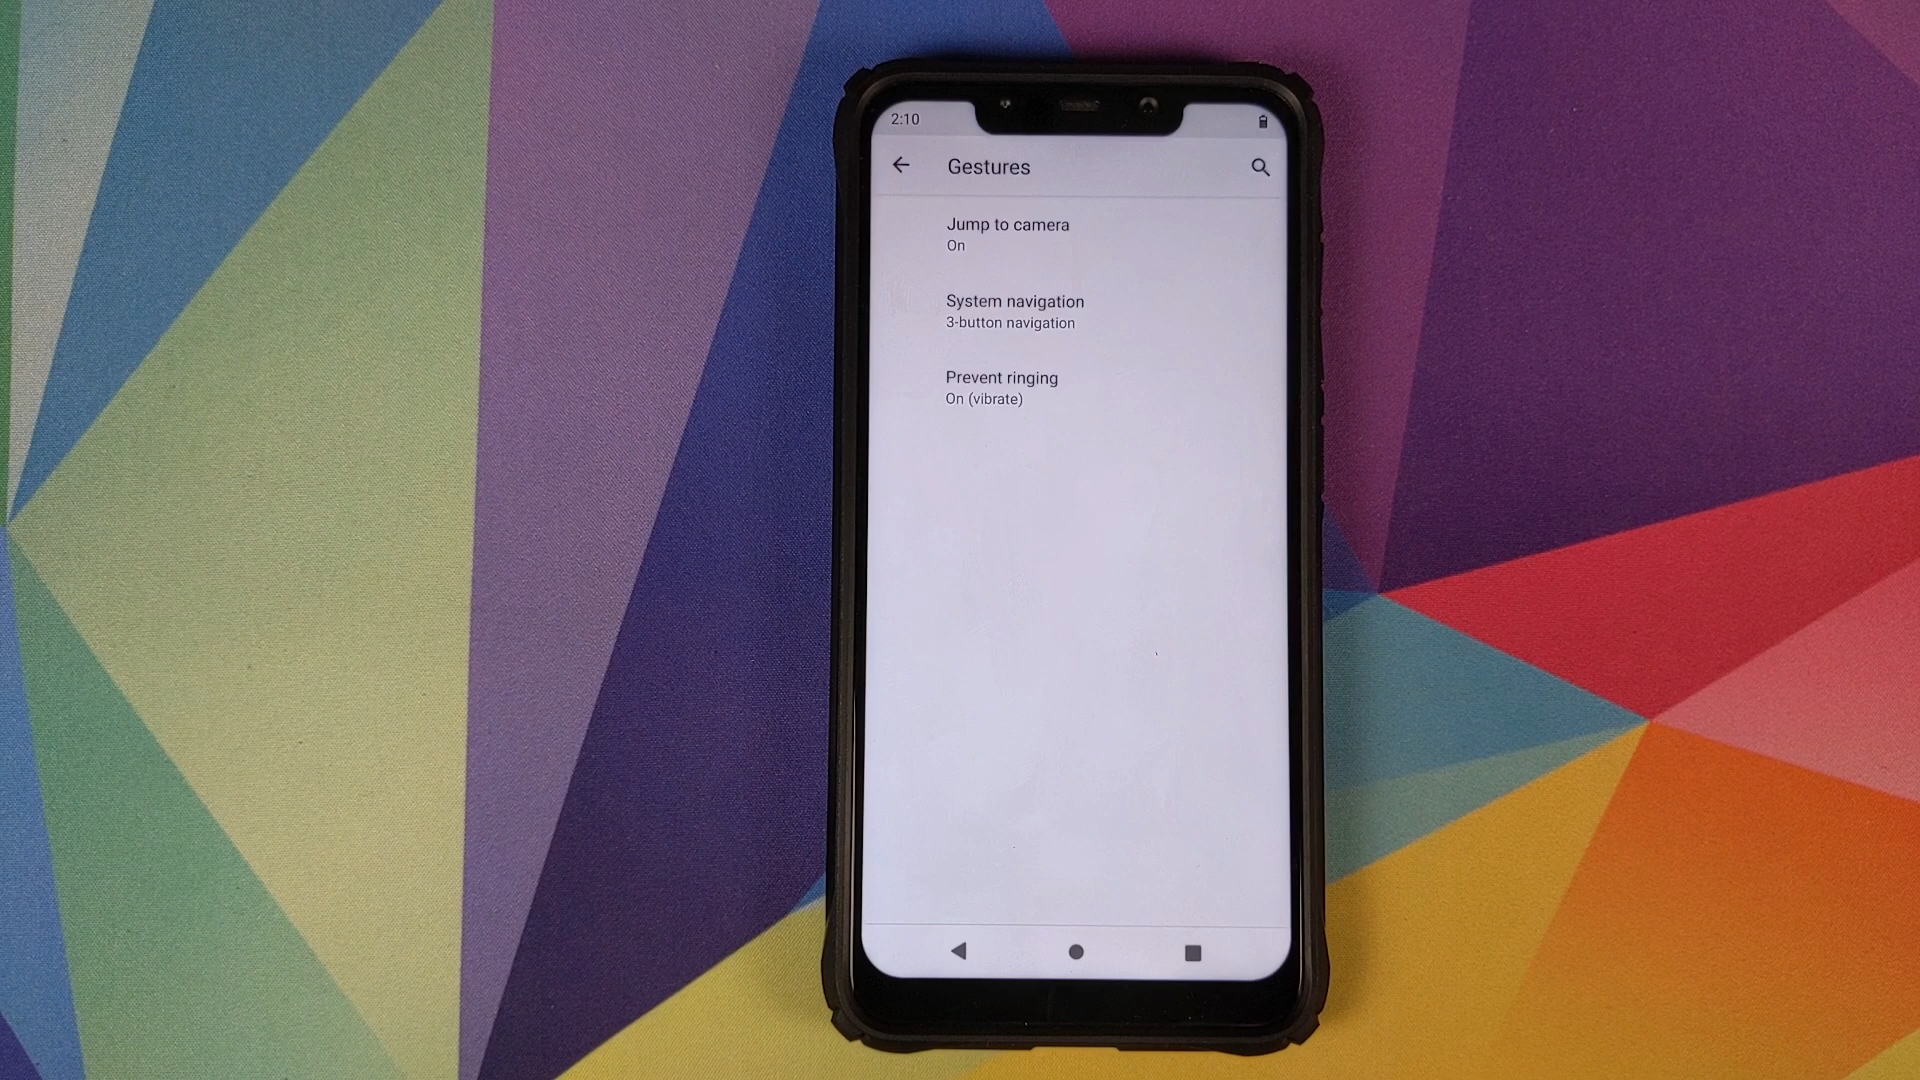 2:10
Gestures
Jump to camera
On
System navigation
3-button navigation
Prevent ringing
On (vibrate)